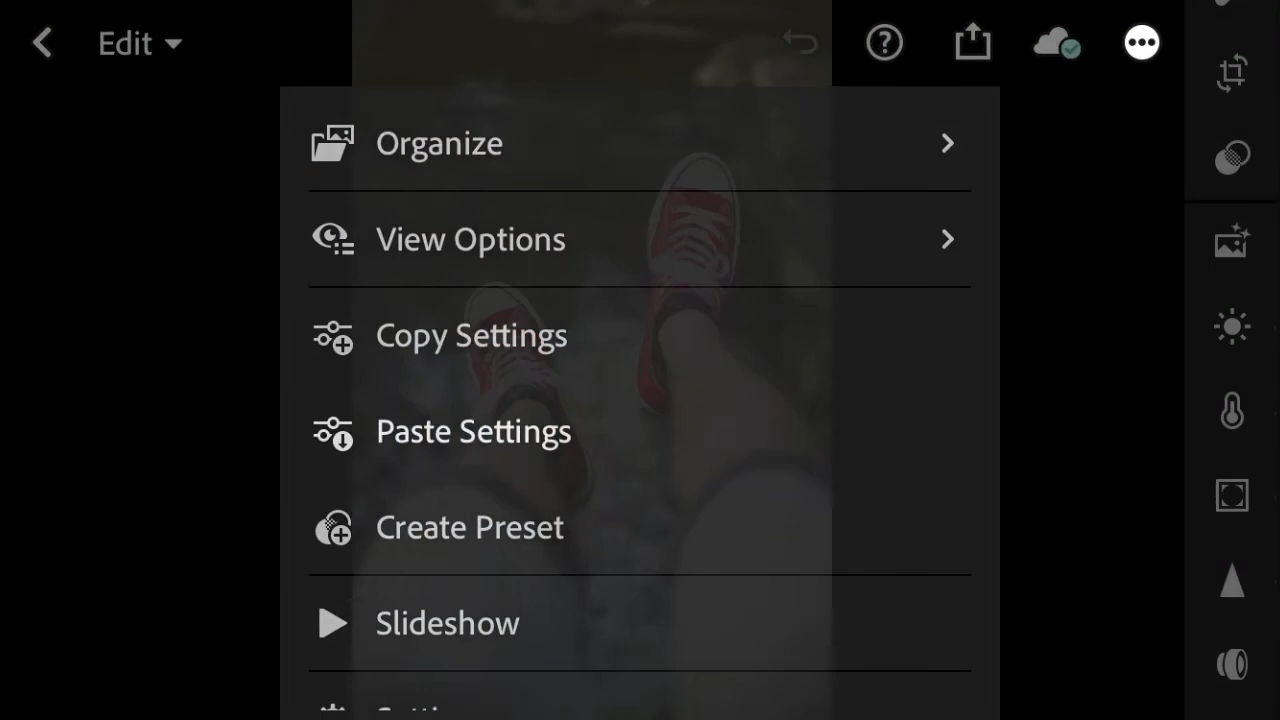 Edit
Organize
View Options
Copy Settings
Paste Settings
Create Preset
Slideshow